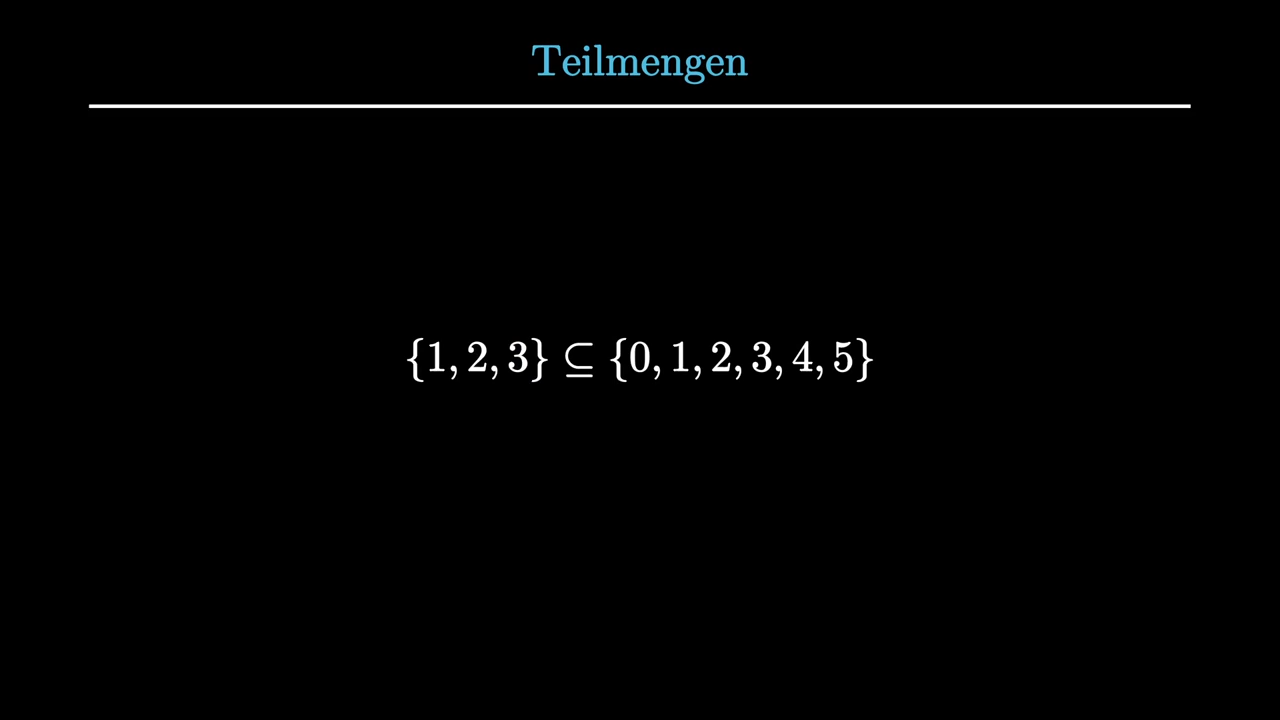 Teilmengen
{1, 2, 3} ⊆ {0, 1, 2, 3, 4, 5}